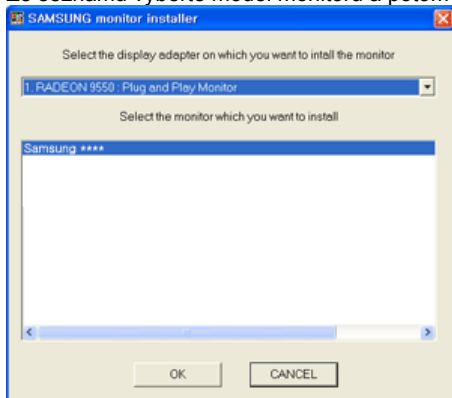 Ze seznamu vyberte model monitoru a potom
SAMSUNG monitor installer
Select the display adapter on which you want to intall the monitor
1. RADEON 9550 : Plug and Play Monitor
Select the monitor which you want to install
Samsung ****
OK
CANCEL